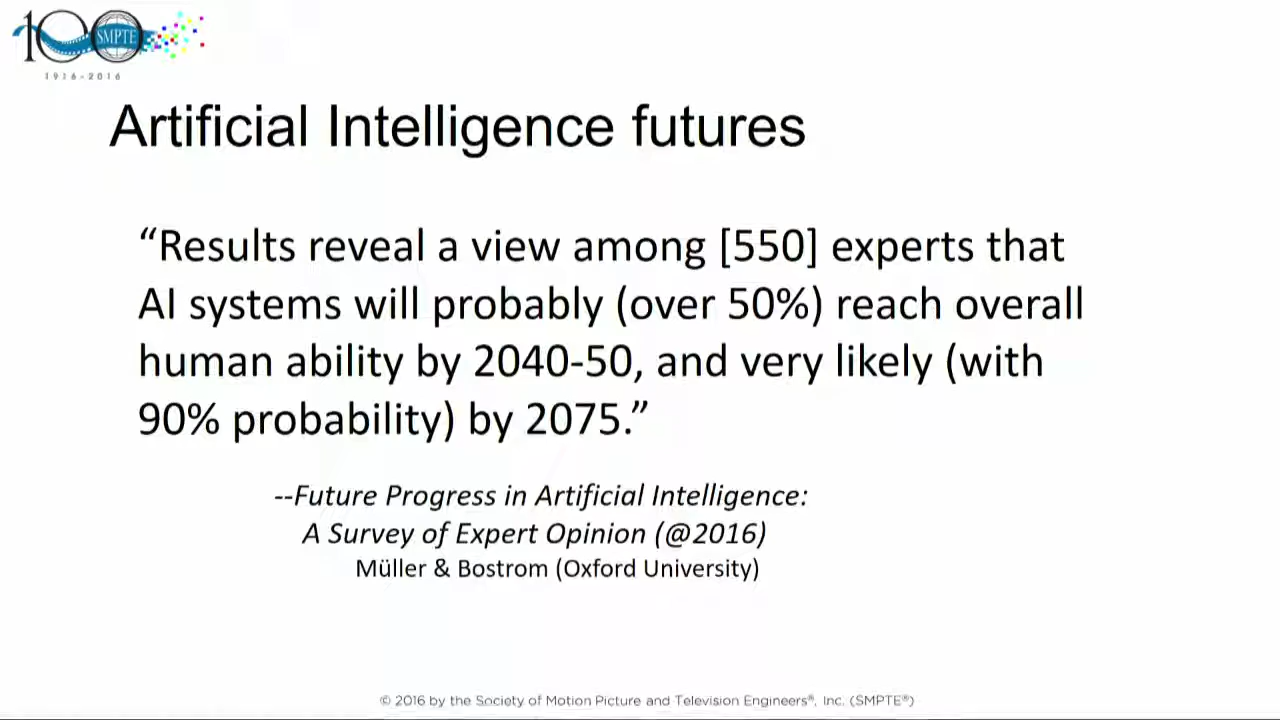 100 SMPTE
1916-2016
Artificial Intelligence futures
“Results reveal a view among [550] experts that
AI systems will probably (over 50%) reach overall
human ability by 2040-50, and very likely (with
90% probability) by 2075.”
--Future Progress in Artificial Intelligence:
A Survey of Expert Opinion (@2016)
Müller & Bostrom (Oxford University)
© 2016 by the Society of Motion Picture and Television Engineers®, Inc. (SMPTE®)